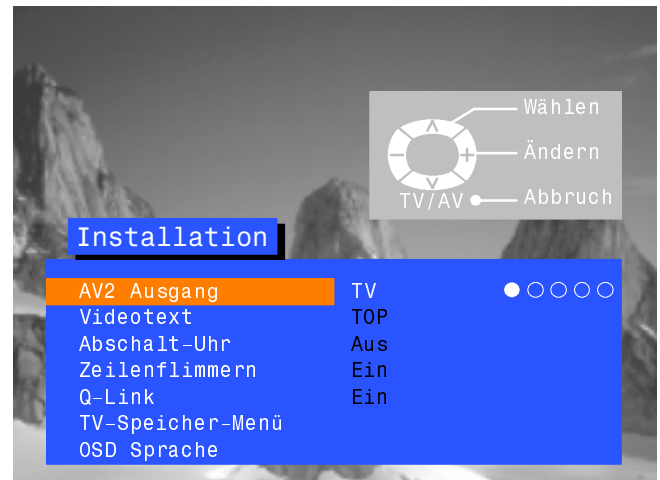 Wählen
Ändern
TV/AV Abbruch
Installation
AV2 Ausgang TV
Videotext TOP
Abschalt-Uhr Aus
Zeilenflimmern Ein
Q-Link Ein
TV-Speicher-Menü
OSD Sprache